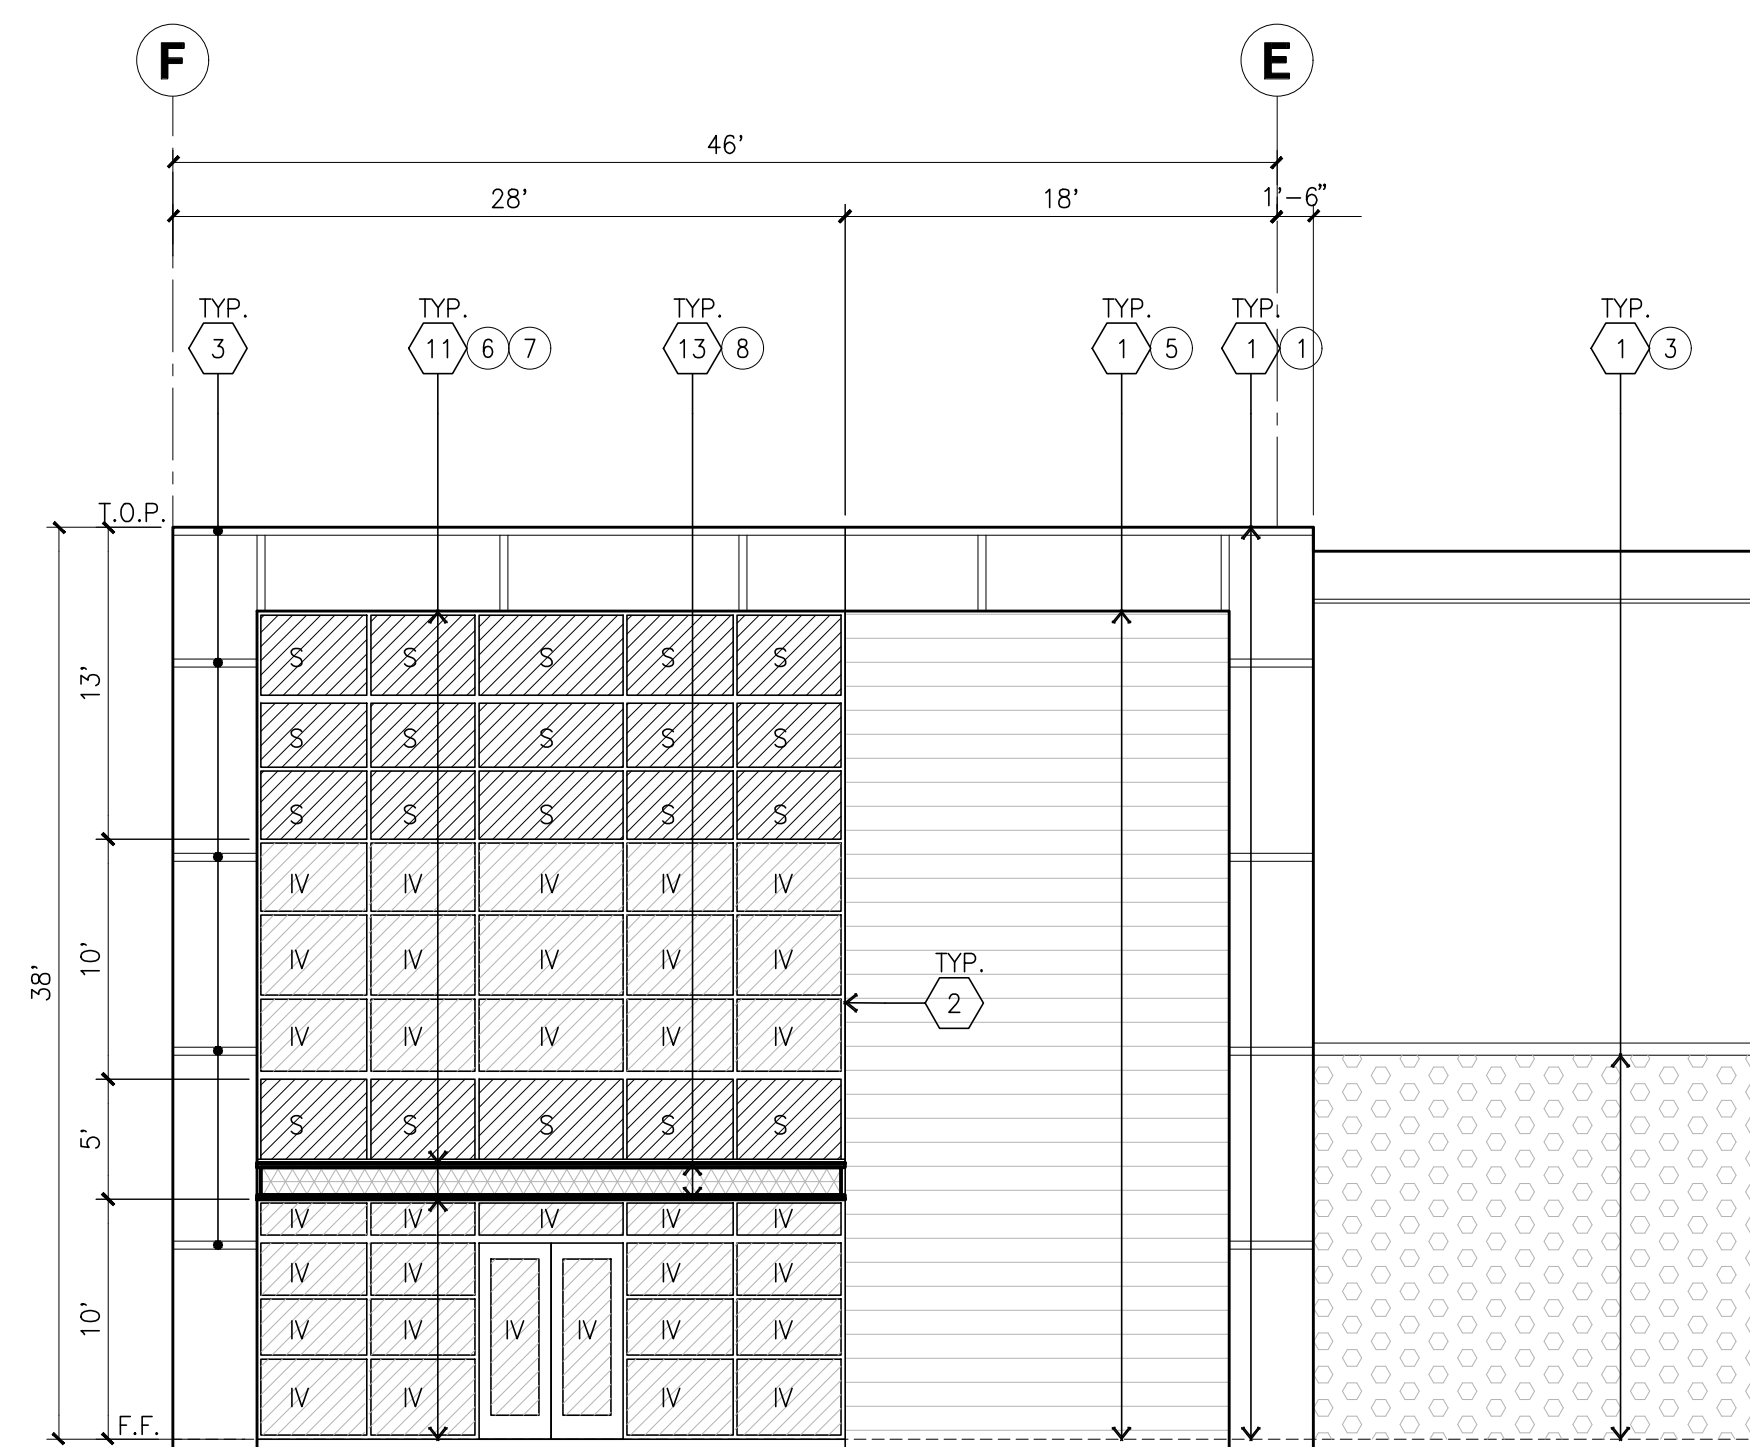 F E
46'
28' 18' 1'-6"
TYP. TYP. TYP. TYP. TYP. TYP.
3 11 6 7 13 8 1 5 1 1 1 3
T.O.P.
S S S S S
13'
S S S S S
S S S S S
IV IV IV IV IV
10'
IV IV IV IV IV
TYP.
38'
2
IV IV IV IV IV
S S S S S
5'
IV IV IV IV IV
IV IV IV IV
10'
IV IV IV IV IV IV
IV IV IV IV
F.F.